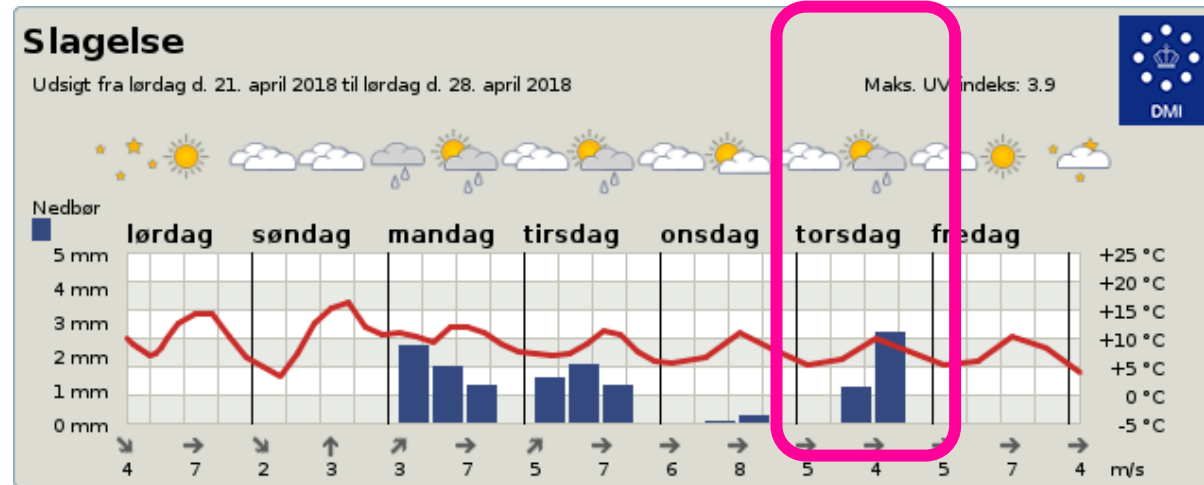 Slagelse
Udsigt fra lørdag d. 21. april 2018 til lørdag d. 28. april 2018
Maks. UV indeks: 3.9
DMI
Nedbør
lørdag søndag mandag tirsdag onsdag torsdag fredag
5 mm +25 °C
4 mm +20 °C
3 mm +15 °C
2 mm +10 °C
1 mm +5 °C
0 mm 0 °C
-5 °C
4 7 2 3 3 7 5 7 6 8 5 4 5 7 4 m/s